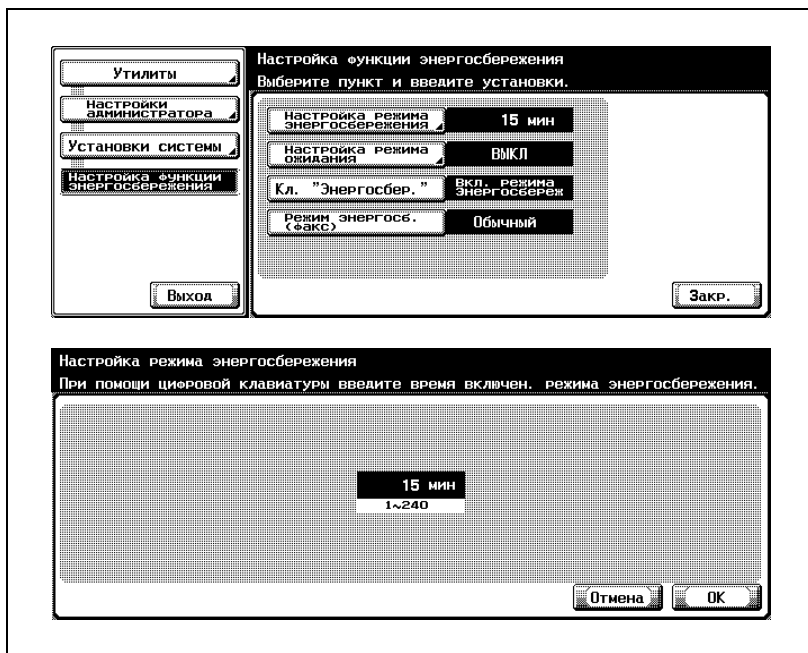 Утилиты
Настройки
администратора
Установки системы
Настройка функции
энергосбережения
Выход
Настройка функции энергосбережения
Выберите пункт и введите установки.
Настройка режима
энергосбережения
15 мин
Настройка режима
ожидания
ВЫКЛ
Кл. "Энергосбер."
Вкл. режима
Энергосбереж
Режим энергосб.
(факс)
Обычный
Закр.
Настройка режима энергосбережения
При помощи цифровой клавиатуры введите время включен. режима энергосбережения.
15 мин
1~240
Отмена
OK